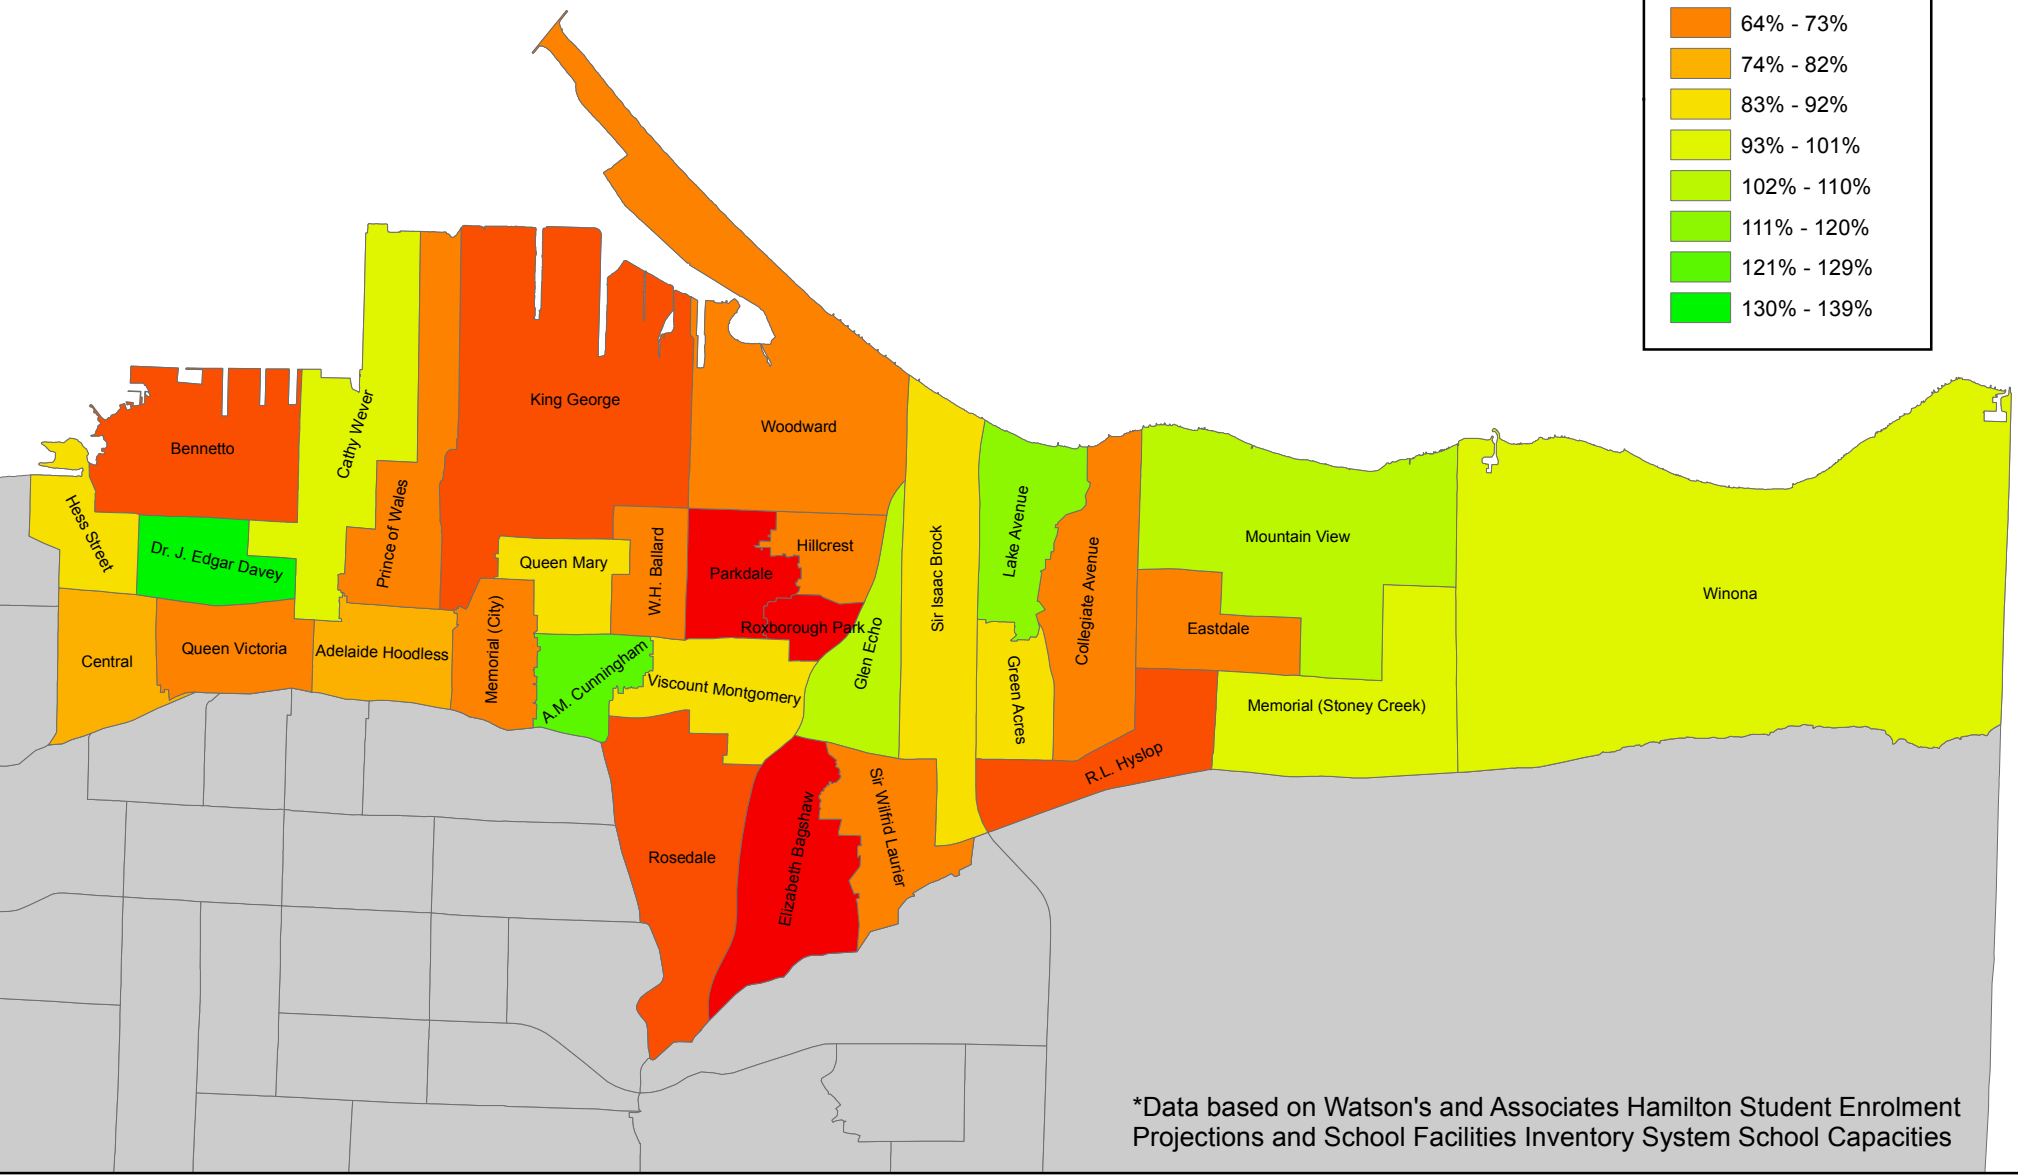 64% - 73%
74% - 82%
83% - 92%
93% - 101%
102% - 110%
111% - 120%
121% - 129%
130% - 139%
King George
Woodward
Bennetto
Cathy Wever
Hess Street
Dr. J. Edgar Davey
Prince of Wales
Queen Mary
W.H. Ballard
Parkdale
Hillcrest
Roxborough Park
Glen Echo
Sir Isaac Brock
Lake Avenue
Collegiate Avenue
Mountain View
Eastdale
Winona
Central
Queen Victoria
Adelaide Hoodless
Memorial (City)
A.M. Cunningham
Viscount Montgomery
Green Acres
Memorial (Stoney Creek)
R.L. Hyslop
Rosedale
Elizabeth Bagshaw
Sir Wilfrid Laurier
*Data based on Watson's and Associates Hamilton Student Enrolment
Projections and School Facilities Inventory System School Capacities